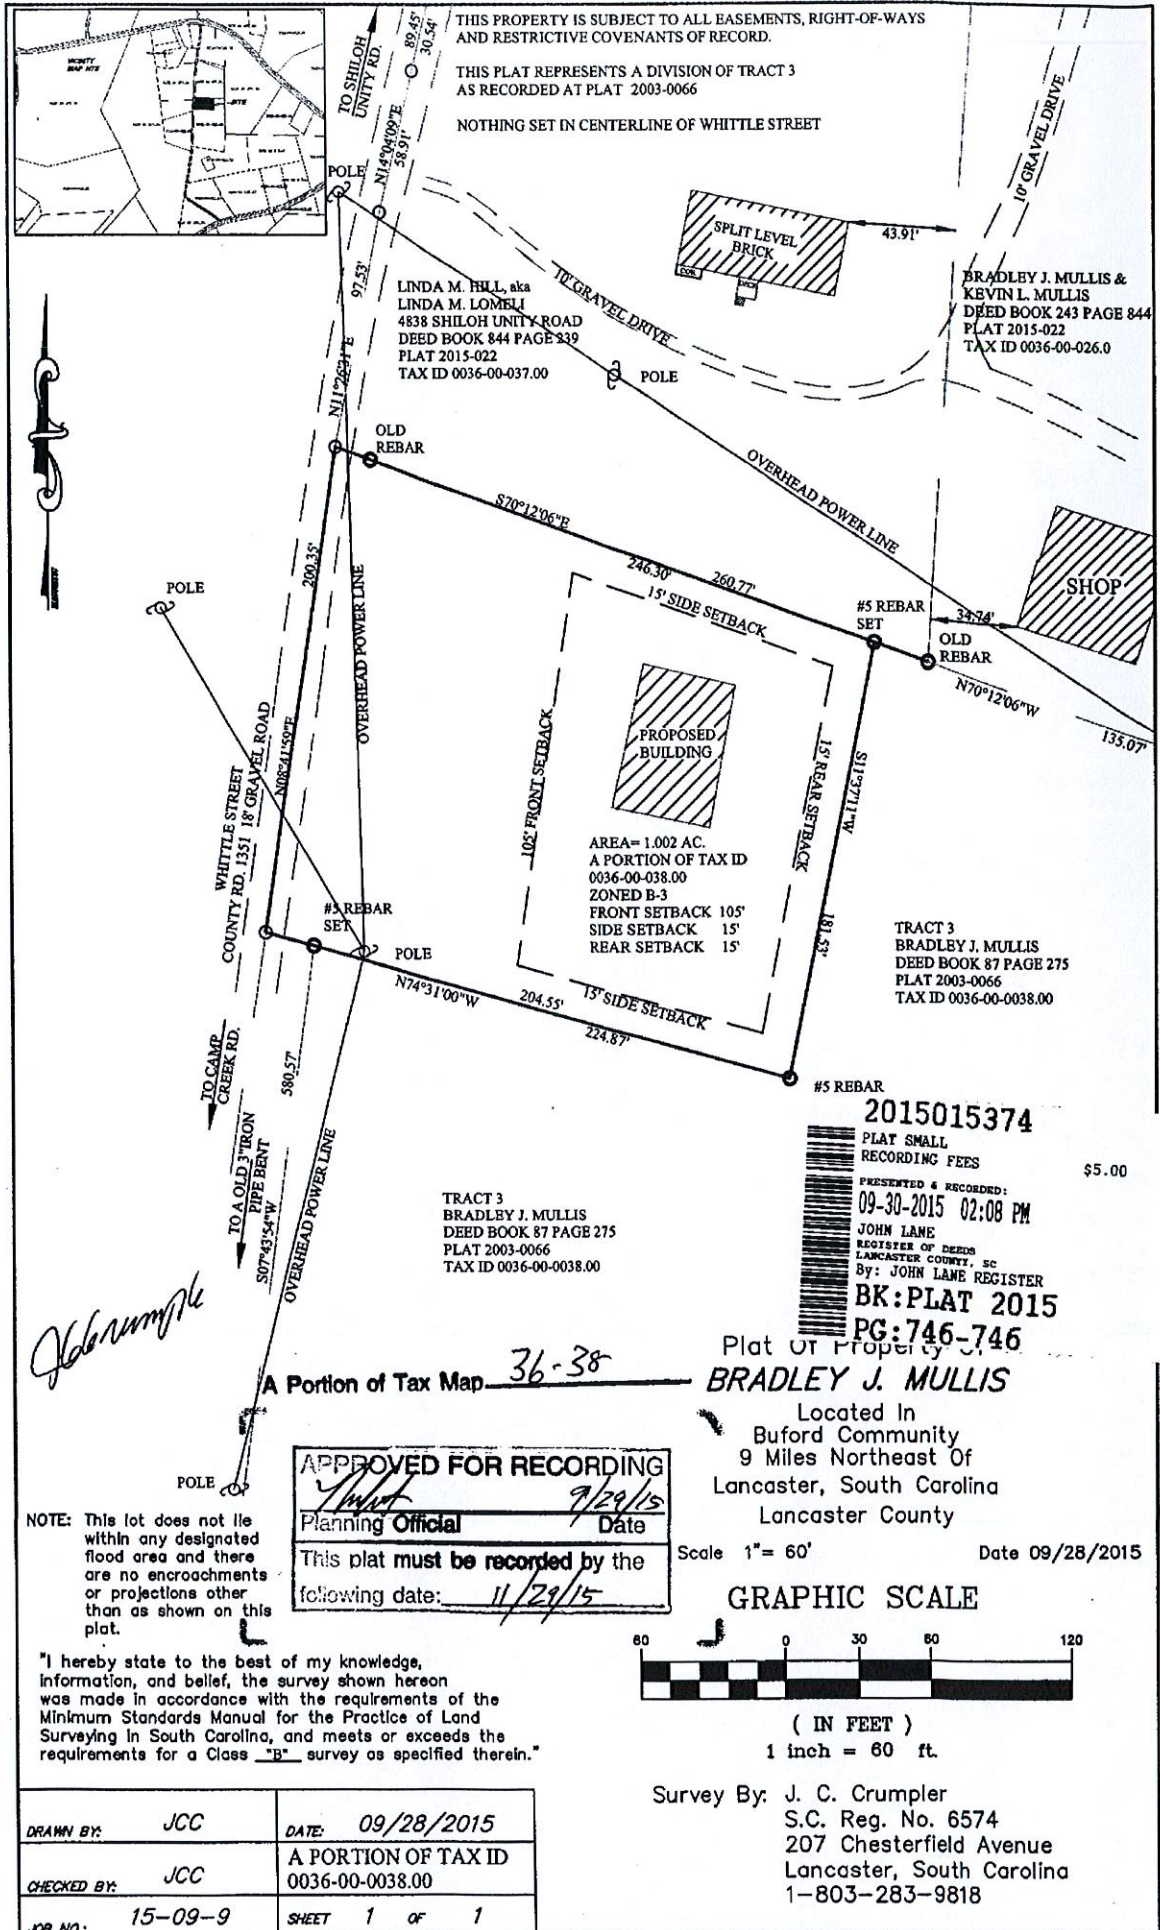 THIS PROPERTY IS SUBJECT TO ALL EASEMENTS, RIGHT-OF-WAYS
AND RESTRICTIVE COVENANTS OF RECORD.
THIS PLAT REPRESENTS A DIVISION OF TRACT 3
AS RECORDED AT PLAT 2003-0066
NOTHING SET IN CENTERLINE OF WHITTLE STREET
VICINITY
MAP NTS
SITE
TO SHILOH
UNITY RD.
89.45'
30.54'
N14°04'09"E
58.91'
POLE
97.53'
N11°26'31"E
10' GRAVEL DRIVE
SPLIT LEVEL
BRICK
43.91'
LINDA M. HILL, aka
LINDA M. LOMELI
4838 SHILOH UNITY ROAD
DEED BOOK 844 PAGE 239
PLAT 2015-022
TAX ID 0036-00-037.00
10' GRAVEL DRIVE
BRADLEY J. MULLIS &
KEVIN L. MULLIS
DEED BOOK 243 PAGE 844
PLAT 2015-022
TAX ID 0036-00-026.0
POLE
OLD
REBAR
OVERHEAD POWER LINE
S70°12'06"E
246.30'
260.77'
SHOP
#5 REBAR
SET
34.74'
OLD
REBAR
N70°12'06"W
135.07'
POLE
200.35'
N08°41'59"E
OVERHEAD POWER LINE
WHITTLE STREET
COUNTY RD. 1351 18' GRAVEL ROAD
15' SIDE SETBACK
105' FRONT SETBACK
PROPOSED
BUILDING
15' REAR SETBACK
S11°37'11"W
181.53'
AREA= 1.002 AC.
A PORTION OF TAX ID
0036-00-038.00
ZONED B-3
FRONT SETBACK 105'
SIDE SETBACK 15'
REAR SETBACK 15'
#5 REBAR
SET
POLE
N74°31'00"W
204.55'
224.87'
15' SIDE SETBACK
TRACT 3
BRADLEY J. MULLIS
DEED BOOK 87 PAGE 275
PLAT 2003-0066
TAX ID 0036-00-0038.00
#5 REBAR
TO CAMP
CREEK RD.
580.57'
TO A OLD 3"IRON
PIPE BENT
S07°43'54"W
OVERHEAD POWER LINE
TRACT 3
BRADLEY J. MULLIS
DEED BOOK 87 PAGE 275
PLAT 2003-0066
TAX ID 0036-00-0038.00
2015015374
PLAT SMALL
RECORDING FEES $5.00
PRESENTED & RECORDED:
09-30-2015 02:08 PM
JOHN LANE
REGISTER OF DEEDS
LANCASTER COUNTY, SC
By: JOHN LANE REGISTER
BK:PLAT 2015
PG:746-746
Plat Of Property
BRADLEY J. MULLIS
Located In
Buford Community
9 Miles Northeast Of
Lancaster, South Carolina
Lancaster County
A Portion of Tax Map 36-38
POLE
APPROVED FOR RECORDING
9/29/15
Planning Official Date
This plat must be recorded by the
following date: 11/29/15
Scale 1"= 60' Date 09/28/2015
NOTE: This lot does not lie
within any designated
flood area and there
are no encroachments
or projections other
than as shown on this
plat.
GRAPHIC SCALE
60 0 30 60 120
( IN FEET )
1 inch = 60 ft.
"I hereby state to the best of my knowledge,
information, and belief, the survey shown hereon
was made in accordance with the requirements of the
Minimum Standards Manual for the Practice of Land
Surveying in South Carolina, and meets or exceeds the
requirements for a Class "B" survey as specified therein."
Survey By: J. C. Crumpler
S.C. Reg. No. 6574
207 Chesterfield Avenue
Lancaster, South Carolina
1-803-283-9818
DRAWN BY: JCC DATE: 09/28/2015
CHECKED BY: JCC A PORTION OF TAX ID
0036-00-0038.00
JOB NO.: 15-09-9 SHEET 1 OF 1